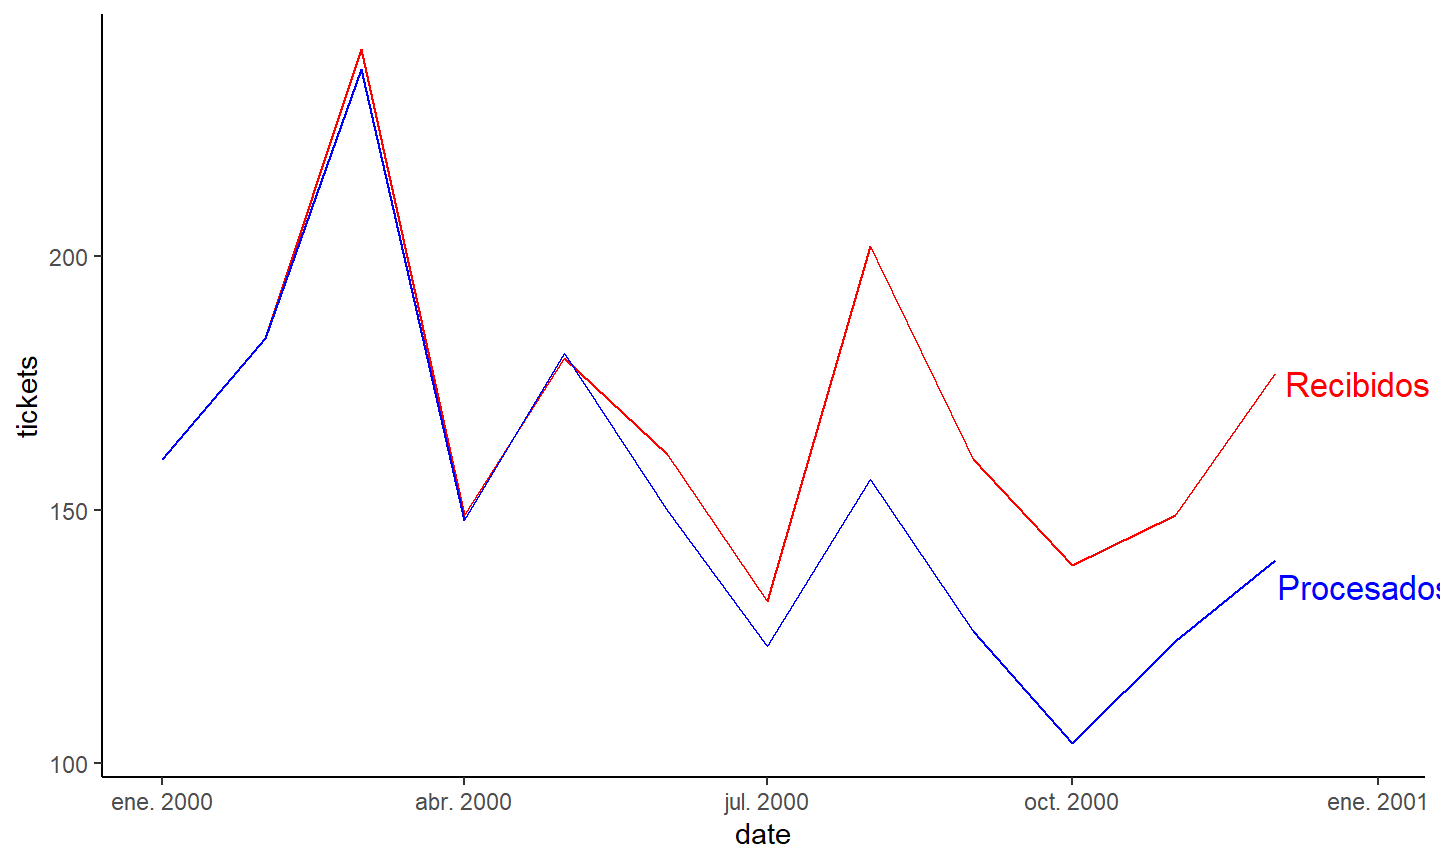 200
150
100
tickets
Recibidos
Procesados
ene. 2000 abr. 2000 jul. 2000 oct. 2000 ene. 2001
date